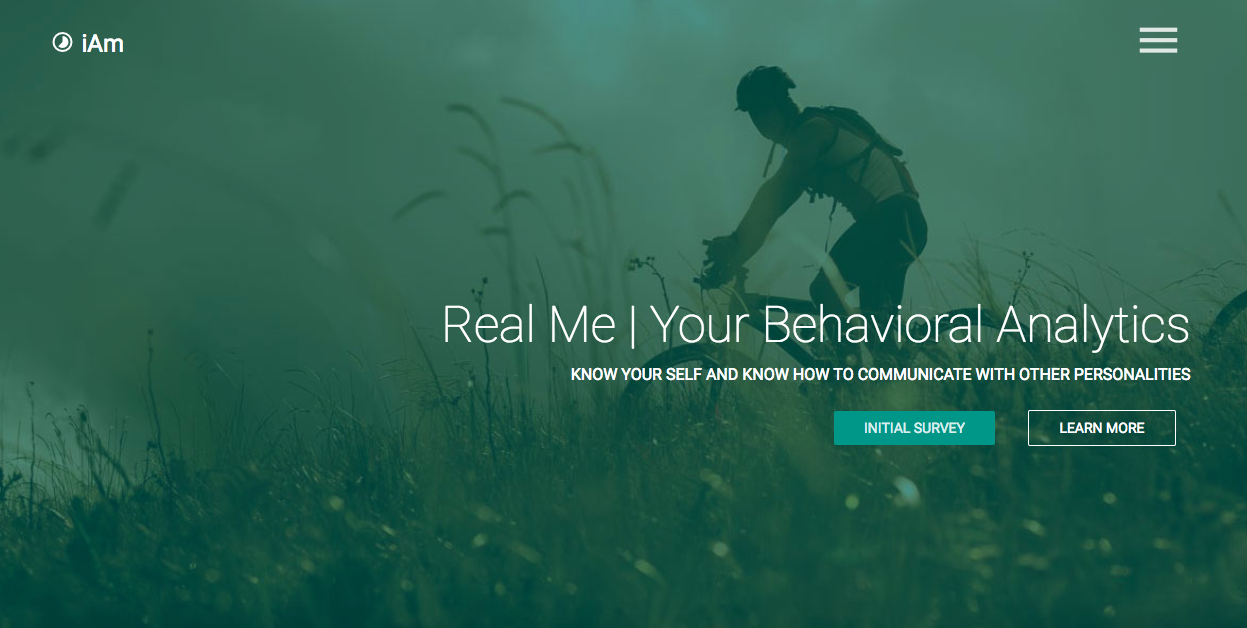 iAm
Real Me | Your Behavioral Analytics
KNOW YOUR SELF AND KNOW HOW TO COMMUNICATE WITH OTHER PERSONALITIES
INITIAL SURVEY
LEARN MORE